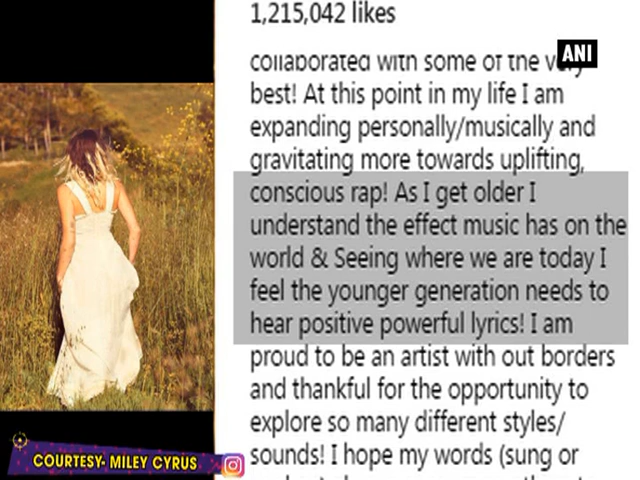 1,215,042 likes
ANI
collaborated with some of the very
best! At this point in my life I am
expanding personally/musically and
gravitating more towards uplifting,
conscious rap! As I get older I
understand the effect music has on the
world & Seeing where we are today I
feel the younger generation needs to
hear positive powerful lyrics! I am
proud to be an artist with out borders
and thankful for the opportunity to
explore so many different styles/
sounds! I hope my words (sung or
COURTESY- MILEY CYRUS